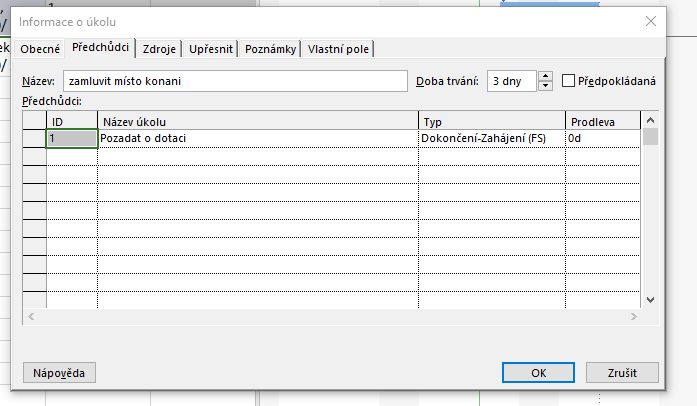 1
Informace o úkolu
Obecné Předchůdci Zdroje Upřesnit Poznámky Vlastní pole
Název: zamluvit místo konani Doba trvání: 3 dny Předpokládaná
Předchůdci:
ID Název úkolu Typ Prodleva
1 Pozadat o dotaci Dokončení-Zahájení (FS) 0d
Nápověda OK Zrušit